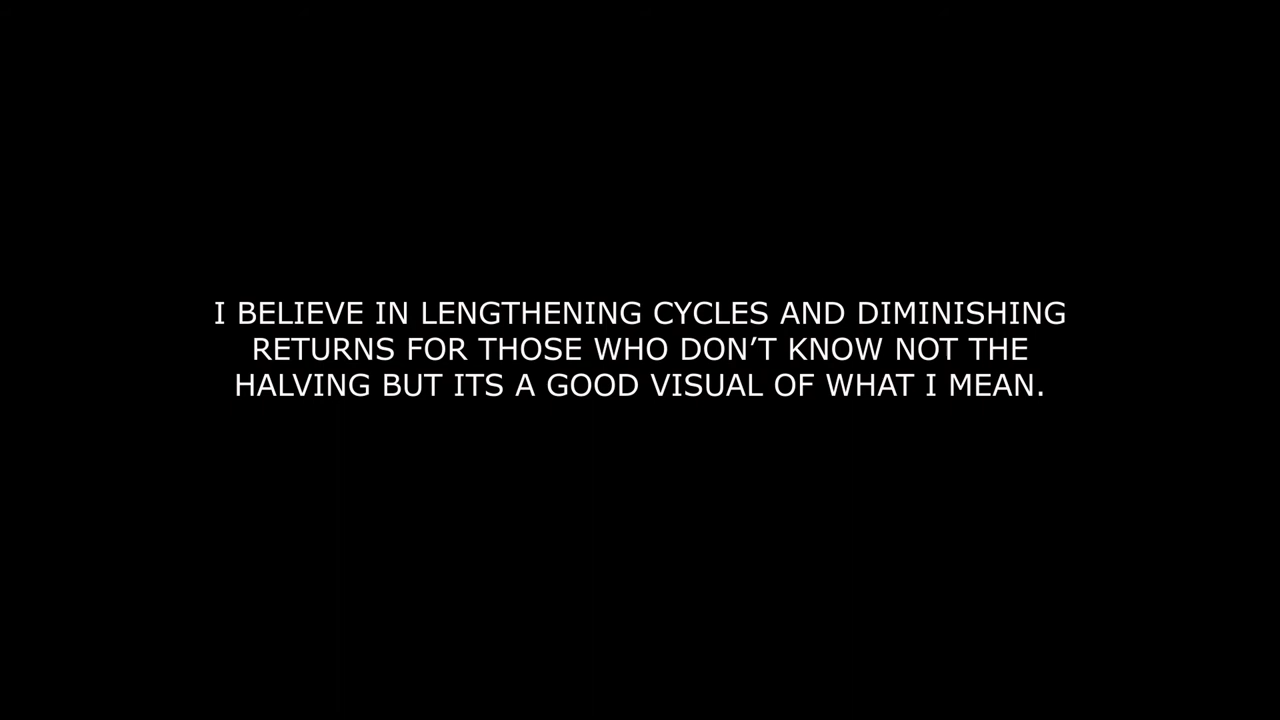 I BELIEVE IN LENGTHENING CYCLES AND DIMINISHING
RETURNS FOR THOSE WHO DON’T KNOW NOT THE
HALVING BUT ITS A GOOD VISUAL OF WHAT I MEAN.